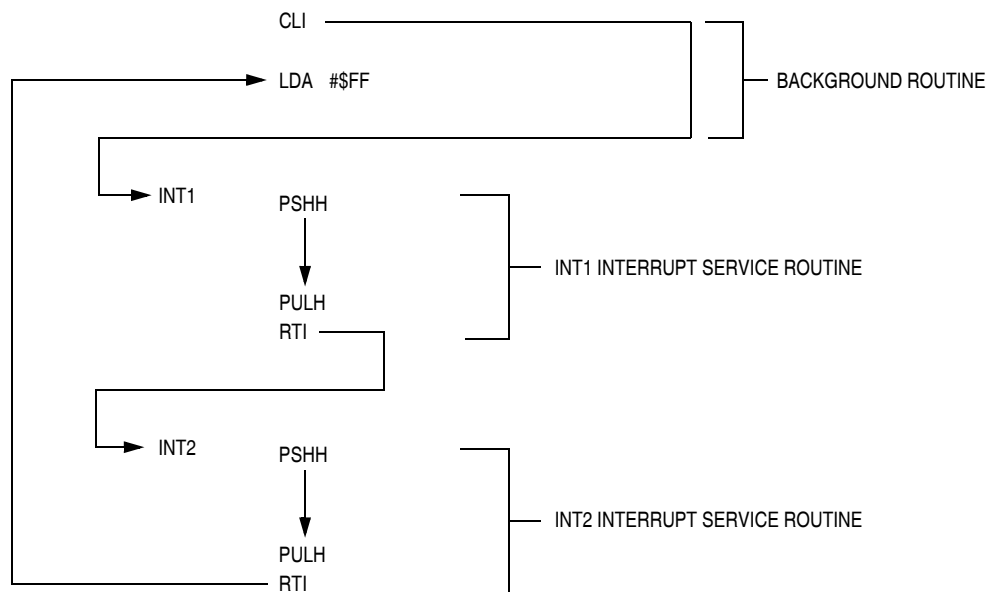 CLI
LDA #$FF
BACKGROUND ROUTINE
INT1
PSHH
INT1 INTERRUPT SERVICE ROUTINE
PULH
RTI
INT2
PSHH
INT2 INTERRUPT SERVICE ROUTINE
PULH
RTI